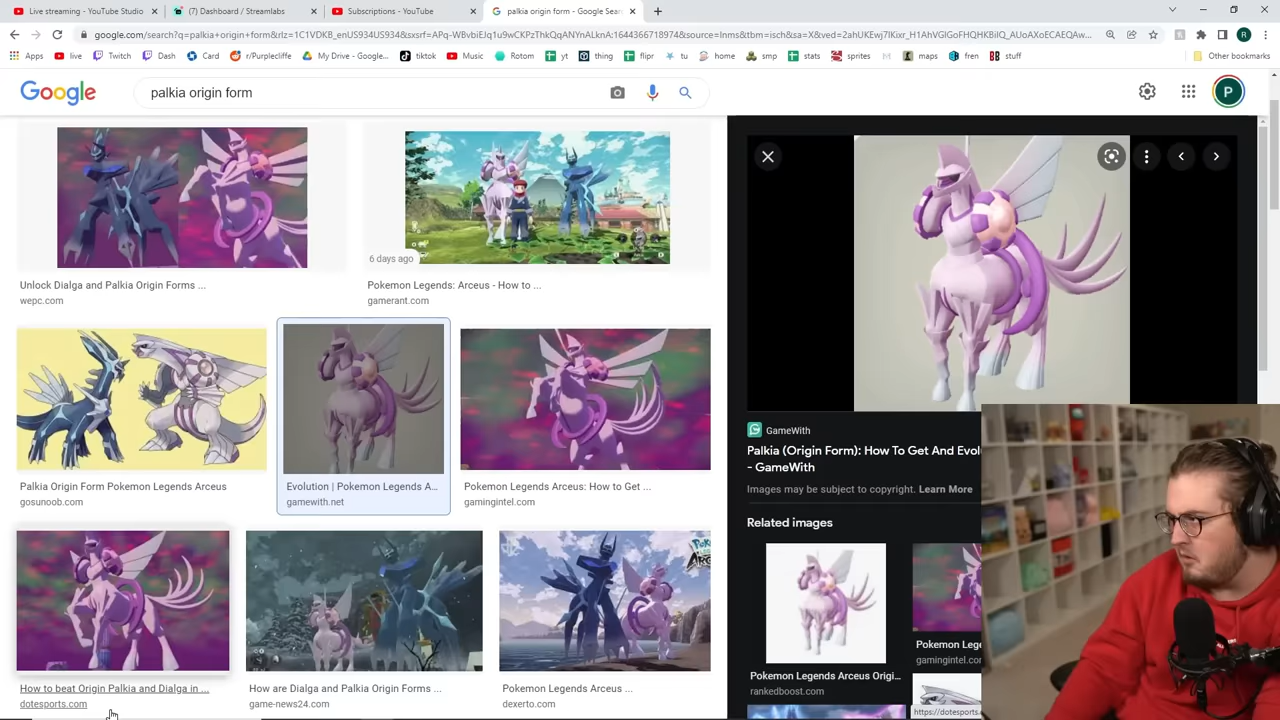 Live streaming - YouTube Studio
(7) Dashboard / Streamlabs
Subscriptions - YouTube
palkia origin form - Google Sear
google.com/search?q=palkia+origin+form&rlz=1C1VDKB_enUS934US934&sxsrf=APq-WBvbiEJq1u9wCKPzThkQqANYnALknA:1644366718974&source=lnms&tbm=isch&sa=X&ved=
youtube
live
Twitch
Dash
Card
r/Purplecliffe
My Drive - Google...
tiktok
Music
Rotom
yt
thing
flipr
tu
home
smp
stats
sprites
maps
fren
stuff
Other bookmarks
Google
palkia origin form
P
6 days ago
Unlock Dialga and Palkia Origin Forms ...
wepc.com
Pokemon Legends: Arceus - How to ...
gamerant.com
Palkia Origin Form Pokemon Legends Arceus
gosunoob.com
Evolution | Pokemon Legends A...
gamewith.net
Pokemon Legends Arceus: How to Get ...
gamingintel.com
How to beat Origin Palkia and Dialga in ...
dotesports.com
How are Dialga and Palkia Origin Forms ...
game-news24.com
Pokemon Legends Arceus ...
dexerto.com
GameWith
Palkia (Origin Form): How To Get And Evol
- GameWith
Images may be subject to copyright. Learn More
Related images
Pokemon Legends Arceus Origi...
rankedboost.com
Pokemon Leg
gamingintel.c
https://dotesports